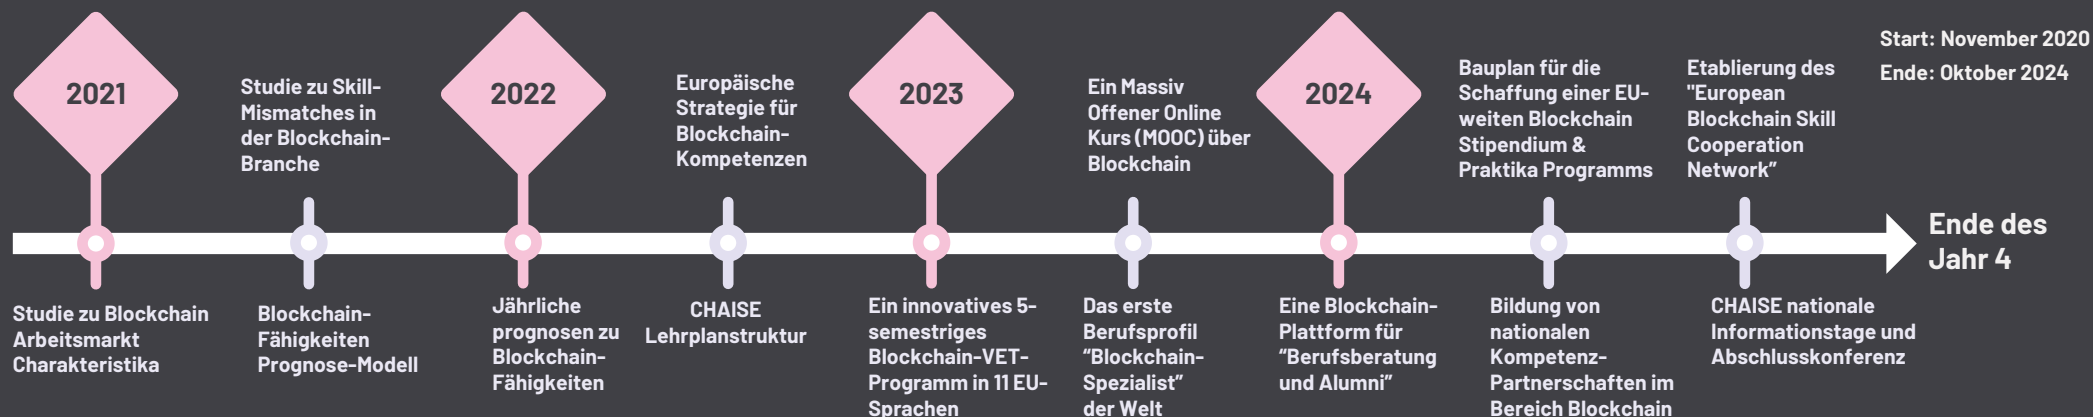 2021
Studie zu Blockchain
Arbeitsmarkt
Charakteristika
Studie zu Skill-
Mismatches in
der Blockchain-
Branche
Blockchain-
Fähigkeiten
Prognose-Modell
2022
Jährliche
prognosen zu
Blockchain-
Fähigkeiten
Europäische
Strategie für
Blockchain-
Kompetenzen
CHAISE
Lehrplanstruktur
2023
Ein innovatives 5-
semestriges
Blockchain-VET-
Programm in 11 EU-
Sprachen
Ein Massiv
Offener Online
Kurs (MOOC) über
Blockchain
Das erste
Berufsprofil
“Blockchain-
Spezialist”
der Welt
2024
Eine Blockchain-
Plattform für
“Berufsberatung
und Alumni”
Bauplan für die
Schaffung einer EU-
weiten Blockchain
Stipendium &
Praktika Programms
Bildung von
nationalen
Kompetenz-
Partnerschaften im
Bereich Blockchain
Etablierung des
"European
Blockchain Skill
Cooperation
Network”
CHAISE nationale
Informationstage und
Abschlusskonferenz
Start: November 2020
Ende: Oktober 2024
Ende des
Jahr 4